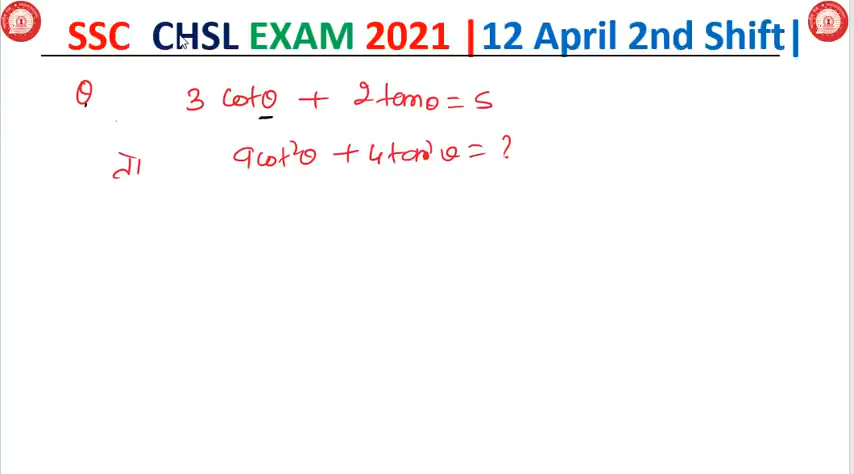 SSC CHSL EXAM 2021 | 12 April 2nd Shift |
Q 3 cotθ + 2 tanθ = 5
तो 9cot²θ + 4tan²θ = ?